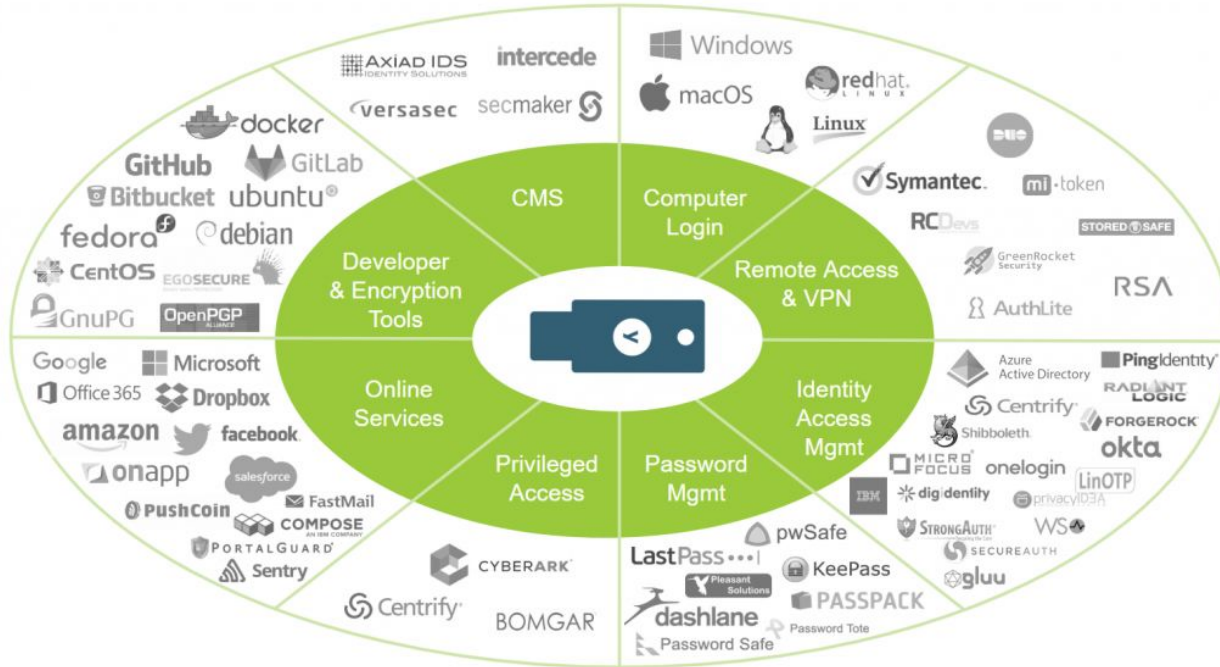 AXIAD IDS
IDENTITY SOLUTIONS
intercede
versasec
secmaker
CMS
Windows
macOS
redhat
LINUX
Linux
Computer
Login
DUO
Symantec
mi-token
RCDevs
STORED SAFE
GreenRocket
Security
RSA
AuthLite
Remote Access
& VPN
Azure
Active Directory
PingIdentity
RADIANT
LOGIC
Centrify
FORGEROCK
Shibboleth
okta
MICRO
FOCUS
onelogin
LinOTP
IBM
digidentity
privacyID3A
STRONGAUTH
WSO
SECUREAUTH
gluu
Identity
Access
Mgmt
Password
Mgmt
pwSafe
LastPass
KeePass
Pleasant
Solutions
PASSPACK
dashlane
Password Tote
Password Safe
Privileged
Access
CYBERARK
Centrify
BOMGAR
Online
Services
Google
Microsoft
Office 365
Dropbox
amazon
facebook
onapp
salesforce
FastMail
PUSHCOIN
COMPOSE
AN IBM COMPANY
PORTALGUARD
Sentry
Developer
& Encryption
Tools
docker
GitHub
GitLab
Bitbucket
ubuntu
fedora
debian
CentOS
EGOSECURE
GnuPG
OpenPGP
ALLIANCE
y